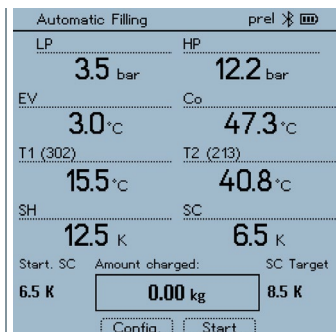 Automatic Filling prel
LP HP
3.5 bar 12.2 bar
EV Co
3.0 °C 47.3 °C
T1 (302) T2 (213)
15.5 °C 40.8 °C
SH SC
12.5 K 6.5 K
Start. SC Amount charged: SC Target
6.5 K 0.00 kg 8.5 K
Config. Start